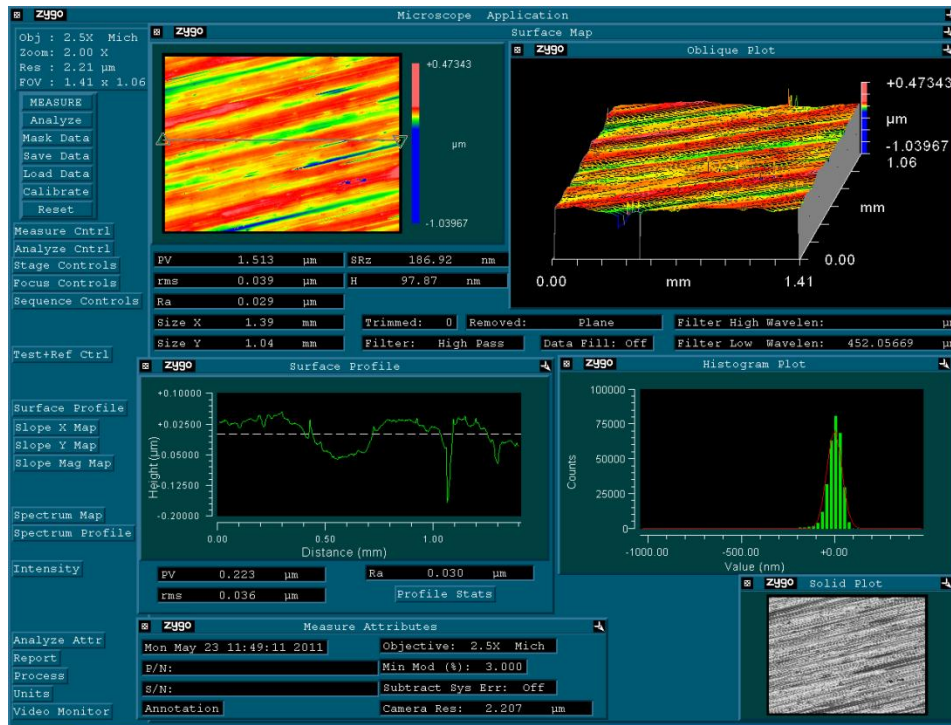 zygo Microscope Application
Obj : 2.5X Mich
Zoom: 2.00 X
Res : 2.21 µm
FOV : 1.41 x 1.06
MEASURE
Analyze
Mask Data
Save Data
Load Data
Calibrate
Reset
Measure Cntrl
Analyze Cntrl
Stage Controls
Focus Controls
Sequence Controls
Test+Ref Ctrl
Surface Profile
Slope X Map
Slope Y Map
Slope Mag Map
Spectrum Map
Spectrum Profile
Intensity
Analyze Attr
Report
Process
Units
Video Monitor
zygo Surface Map
+0.47343
µm
-1.03967
zygo Oblique Plot
+0.47343
µm
-1.03967
1.06
mm
0.00
0.00 mm 1.41
PV 1.513 µm SRz 186.92 nm
rms 0.039 µm H 97.87 nm
Ra 0.029 µm
Size X 1.39 mm Trimmed: 0 Removed: Plane Filter High Wavelen:
Size Y 1.04 mm Filter: High Pass Data Fill: Off Filter Low Wavelen: 452.05669 µ
zygo Surface Profile
+0.10000
+0.02500
-0.05000
-0.12500
-0.20000
Height (µm)
0.00 0.50 1.00
Distance (mm)
PV 0.223 µm Ra 0.030 µm
rms 0.036 µm Profile Stats
zygo Histogram Plot
100000
75000
50000
25000
0
Counts
-1000.00 -500.00 +0.00
Value (nm)
zygo Measure Attributes
Mon May 23 11:49:11 2011 Objective: 2.5X Mich
P/N: Min Mod (%): 3.000
S/N: Subtract Sys Err: Off
Annotation Camera Res: 2.207 µm
zygo Solid Plot